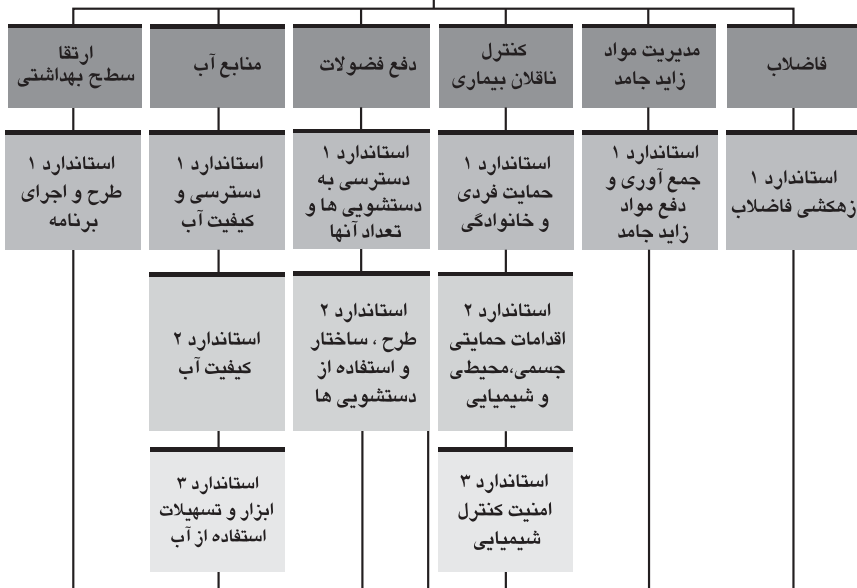 فاضلاب
استاندارد ۱
زهکشی فاضلاب
مدیریت مواد
زاید جامد
استاندارد ۱
جمع آوری و
دفع مواد
زاید جامد
کنترل
ناقلان بیماری
استاندارد ۱
حمایت فردی
و خانوادگی
استاندارد ۲
اقدامات حمایتی
جسمی،محیطی
و شیمیایی
استاندارد ۳
امنیت کنترل
شیمیایی
دفع فضولات
استاندارد ۱
دسترسی به
دستشویی ها و
تعداد آنها
استاندارد ۲
طرح ، ساختار
و استفاده از
دستشویی ها
منابع آب
استاندارد ۱
دسترسی و
کیفیت آب
استاندارد ۲
کیفیت آب
استاندارد ۳
ابزار و تسهیلات
استفاده از آب
ارتقا
سطح بهداشتی
استاندارد ۱
طرح و اجرای
برنامه